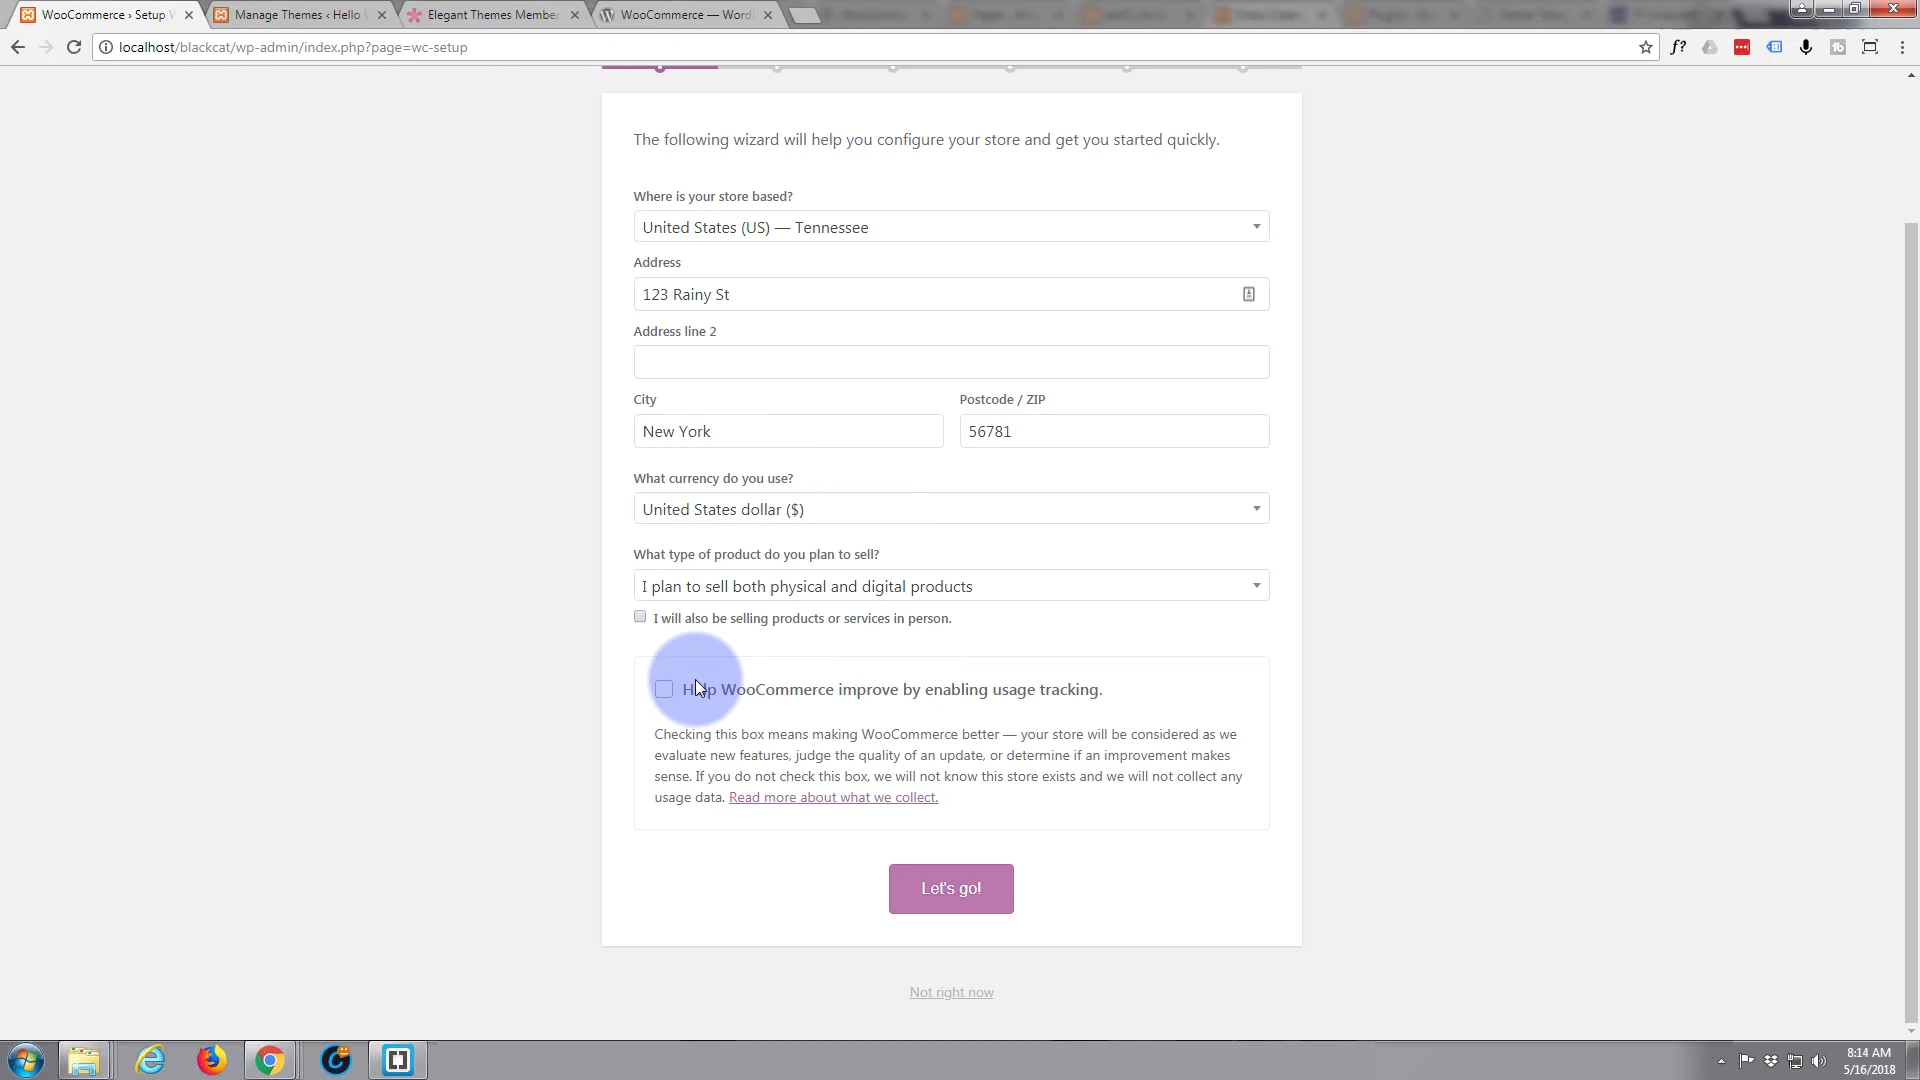 WooCommerce › Setup W
Manage Themes ‹ Hello
Elegant Themes Member
WooCommerce — Word
localhost/blackcat/wp-admin/index.php?page=wc-setup
f?
The following wizard will help you configure your store and get you started quickly.
Where is your store based?
United States (US) — Tennessee
Address
123 Rainy St
Address line 2
City
Postcode / ZIP
New York
56781
What currency do you use?
United States dollar ($)
What type of product do you plan to sell?
I plan to sell both physical and digital products
I will also be selling products or services in person.
Help WooCommerce improve by enabling usage tracking.
Checking this box means making WooCommerce better — your store will be considered as we
evaluate new features, judge the quality of an update, or determine if an improvement makes
sense. If you do not check this box, we will not know this store exists and we will not collect any
usage data. Read more about what we collect.
Let's go!
Not right now
8:14 AM
5/16/2018